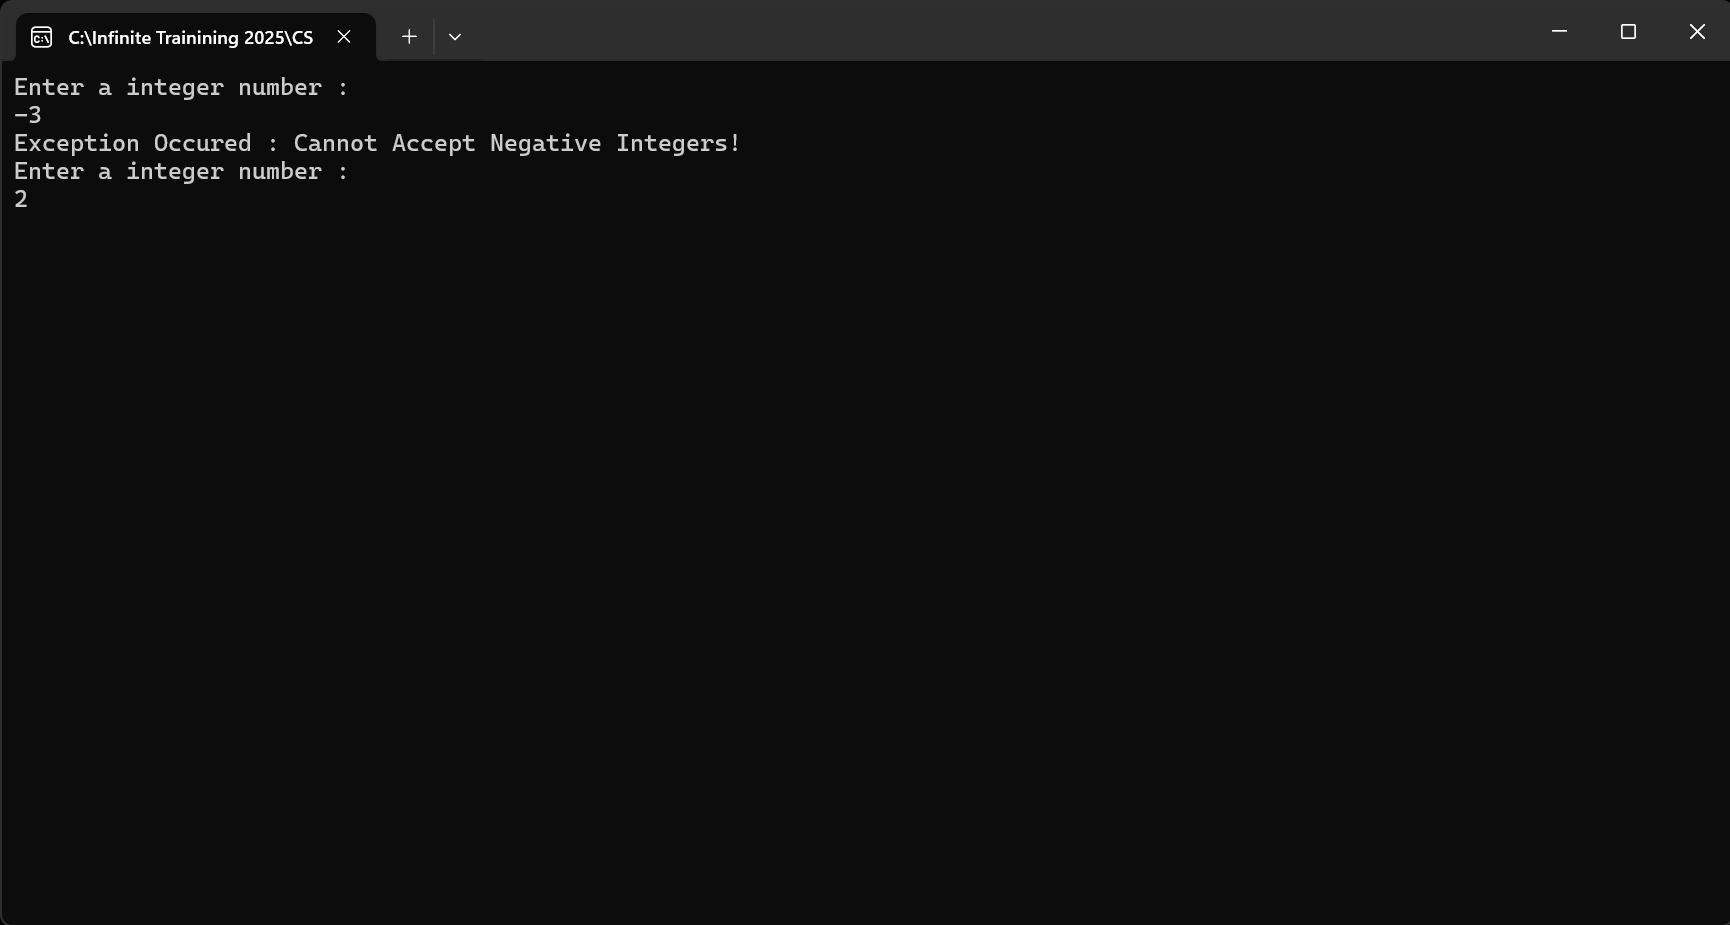 C:\Infinite Trainining 2025\CS
Enter a integer number :
-3
Exception Occured : Cannot Accept Negative Integers!
Enter a integer number :
2